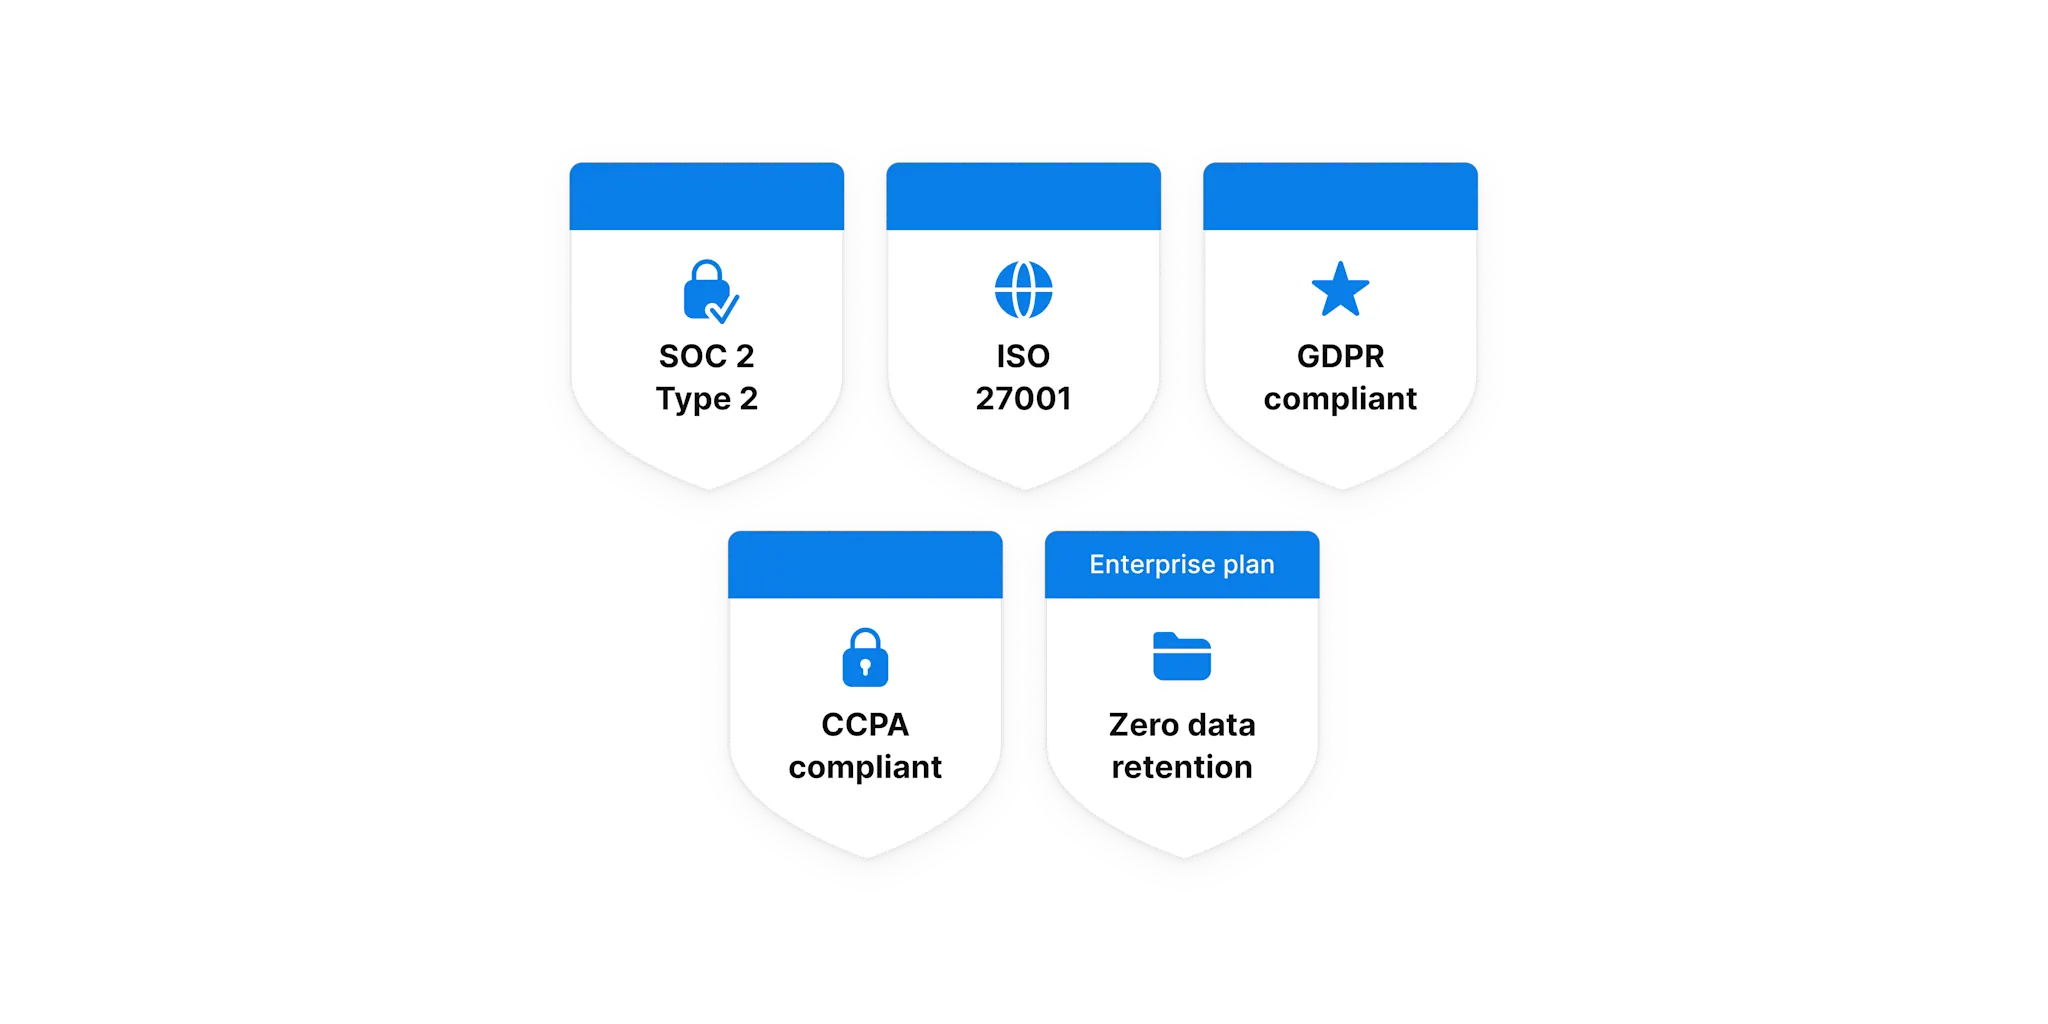 SOC 2
Type 2
ISO
27001
GDPR
compliant
CCPA
compliant
Enterprise plan
Zero data
retention